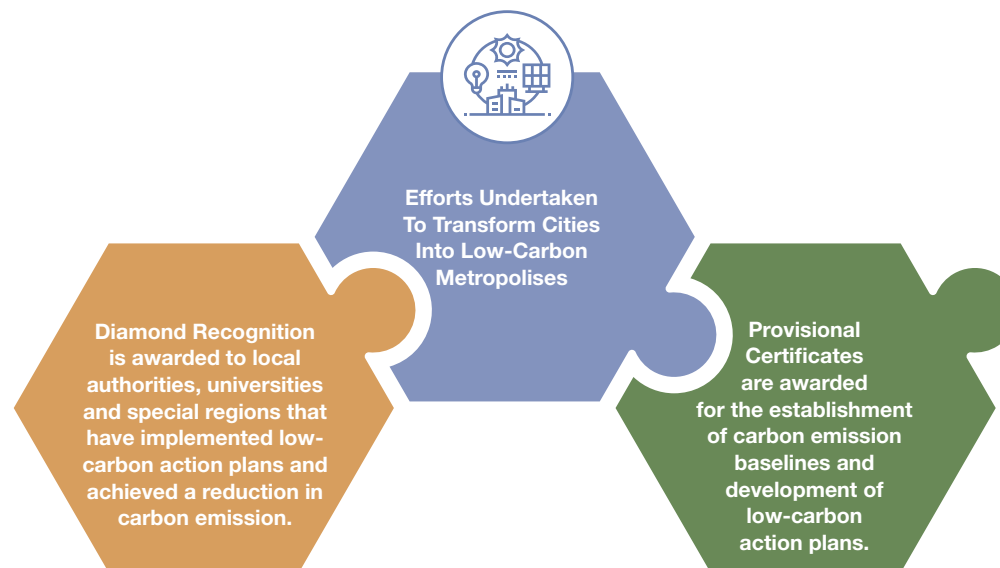 Efforts Undertaken
To Transform Cities
Into Low-Carbon
Metropolises
Diamond Recognition
is awarded to local
authorities, universities
and special regions that
have implemented low-
carbon action plans and
achieved a reduction in
carbon emission.
Provisional
Certificates
are awarded
for the establishment
of carbon emission
baselines and
development of
low-carbon
action plans.